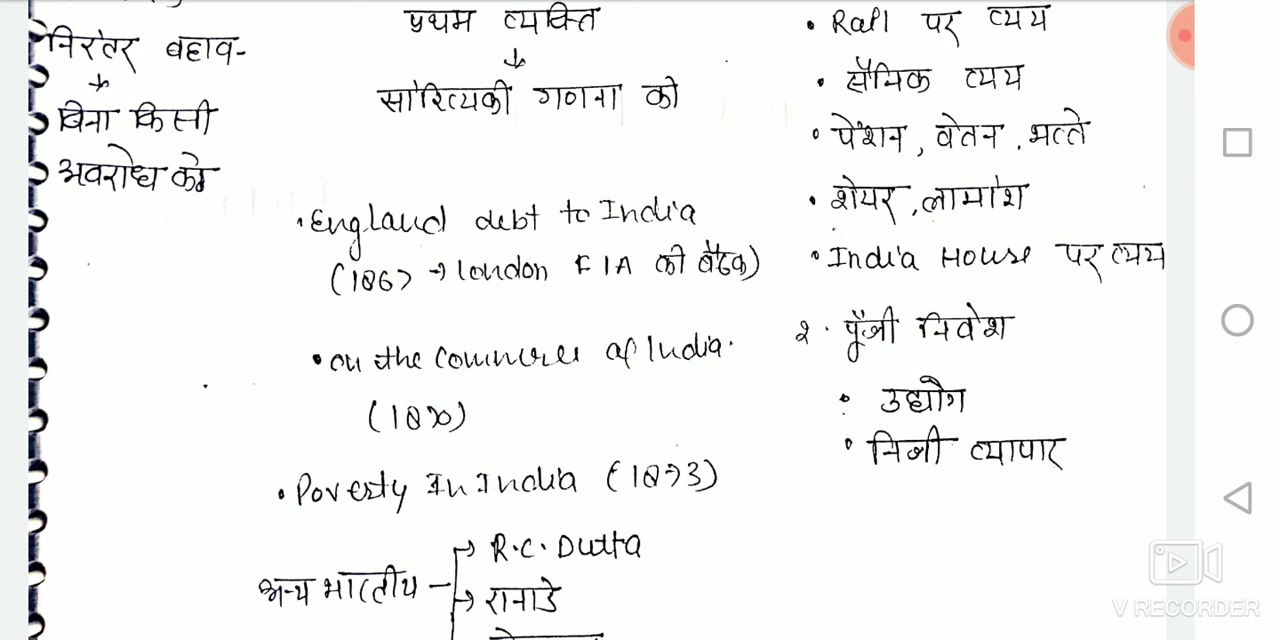 निरंतर बहाव-
बिना किसी
अवरोध के
प्रथम व्यक्ति
सांख्यिकी गणना की
• England debt to India
(1867 → London EIA की बैठक)
• on the commerce of India.
(1870)
• Poverty In India (1873)
अन्य भारतीय
→ R.C. Dutta
→ रानाडे
• Rail पर व्यय
• सैनिक व्यय
• पेंशन, वेतन, भत्ते
• शेयर, लाभांश
• India House पर व्यय
२. पूँजी निवेश
• उद्योग
• निजी व्यापार
V RECORDER